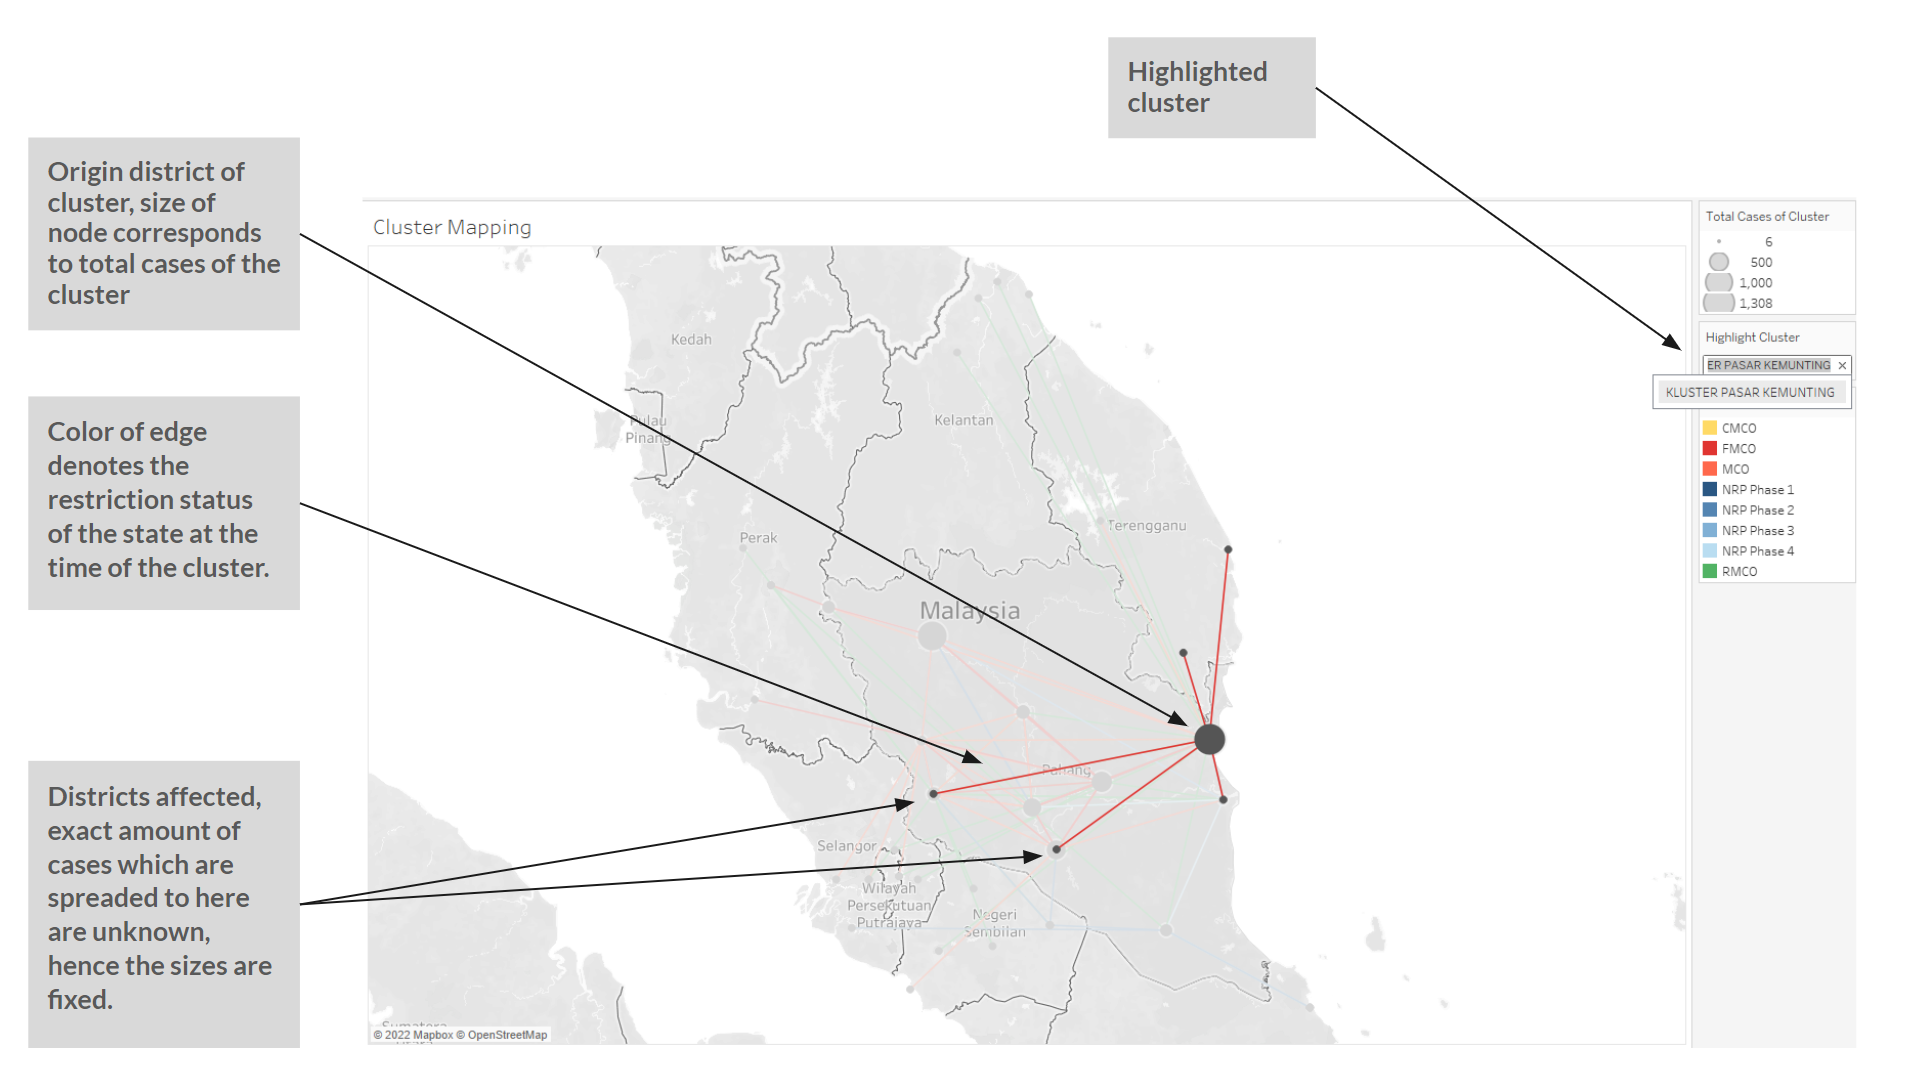 Highlighted
cluster
Origin district of
cluster, size of
node corresponds
to total cases of the
cluster
Color of edge
denotes the
restriction status
of the state at the
time of the cluster.
Districts affected,
exact amount of
cases which are
spreaded to here
are unknown,
hence the sizes are
fixed.
Cluster Mapping
Kedah
Pulau
Pinang
Kelantan
Terengganu
Perak
Malaysia
Pahang
Selangor
Wilayah
Persekutuan
Putrajaya
Negeri
Sembilan
Sumatera
© 2022 Mapbox © OpenStreetMap
Total Cases of Cluster
6
500
1,000
1,308
Highlight Cluster
ER PASAR KEMUNTING ×
KLUSTER PASAR KEMUNTING
CMCO
FMCO
MCO
NRP Phase 1
NRP Phase 2
NRP Phase 3
NRP Phase 4
RMCO